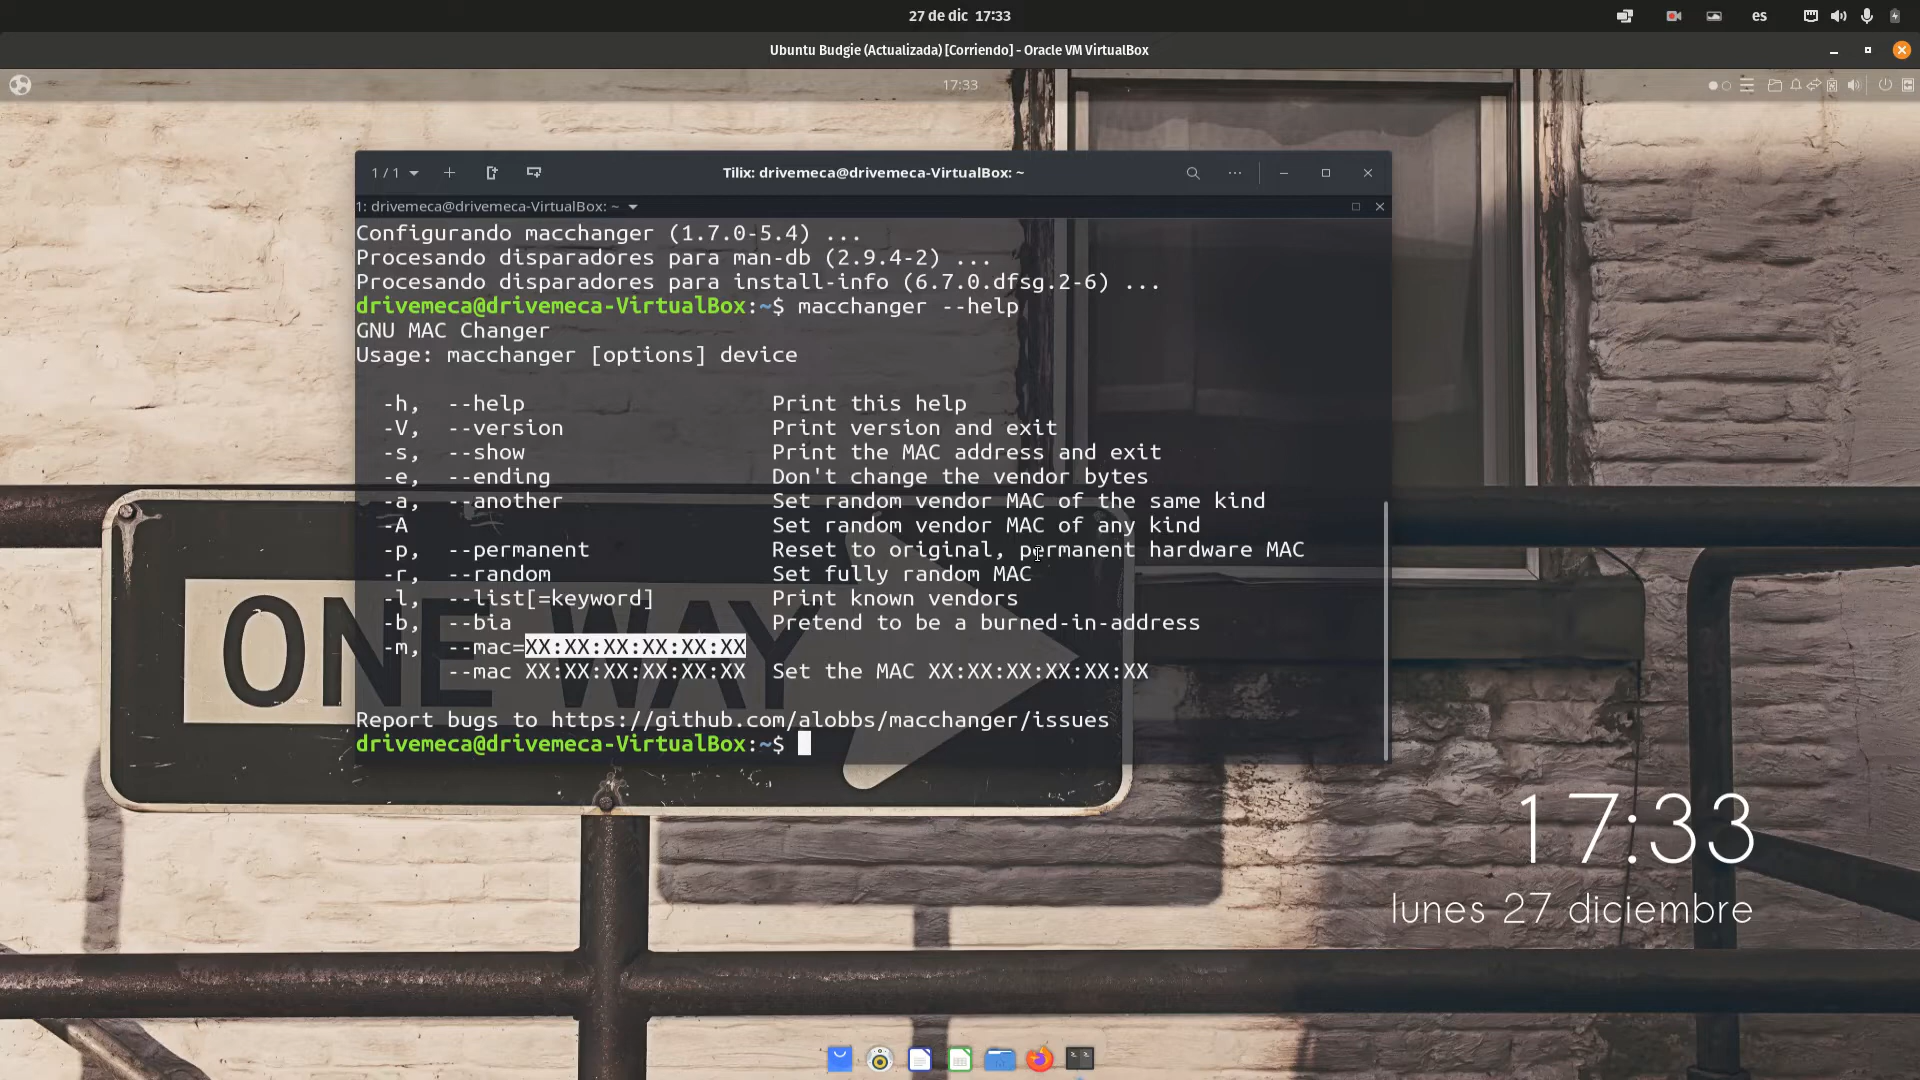 27 de dic 17:33
es
Ubuntu Budgie (Actualizada) [Corriendo] - Oracle VM VirtualBox
17:33
1 / 1
Tilix: drivemeca@drivemeca-VirtualBox: ~
1: drivemeca@drivemeca-VirtualBox: ~
Configurando macchanger (1.7.0-5.4) ...
Procesando disparadores para man-db (2.9.4-2) ...
Procesando disparadores para install-info (6.7.0.dfsg.2-6) ...
drivemeca@drivemeca-VirtualBox:~$ macchanger --help
GNU MAC Changer
Usage: macchanger [options] device
-h, --help Print this help
-V, --version Print version and exit
-s, --show Print the MAC address and exit
-e, --ending Don't change the vendor bytes
-a, --another Set random vendor MAC of the same kind
-A Set random vendor MAC of any kind
-p, --permanent Reset to original, permanent hardware MAC
-r, --random Set fully random MAC
-l, --list[=keyword] Print known vendors
-b, --bia Pretend to be a burned-in-address
-m, --mac=XX:XX:XX:XX:XX:XX
--mac XX:XX:XX:XX:XX:XX Set the MAC XX:XX:XX:XX:XX:XX
Report bugs to https://github.com/alobbs/macchanger/issues
drivemeca@drivemeca-VirtualBox:~$
ONE WAY
17:33
lunes 27 diciembre